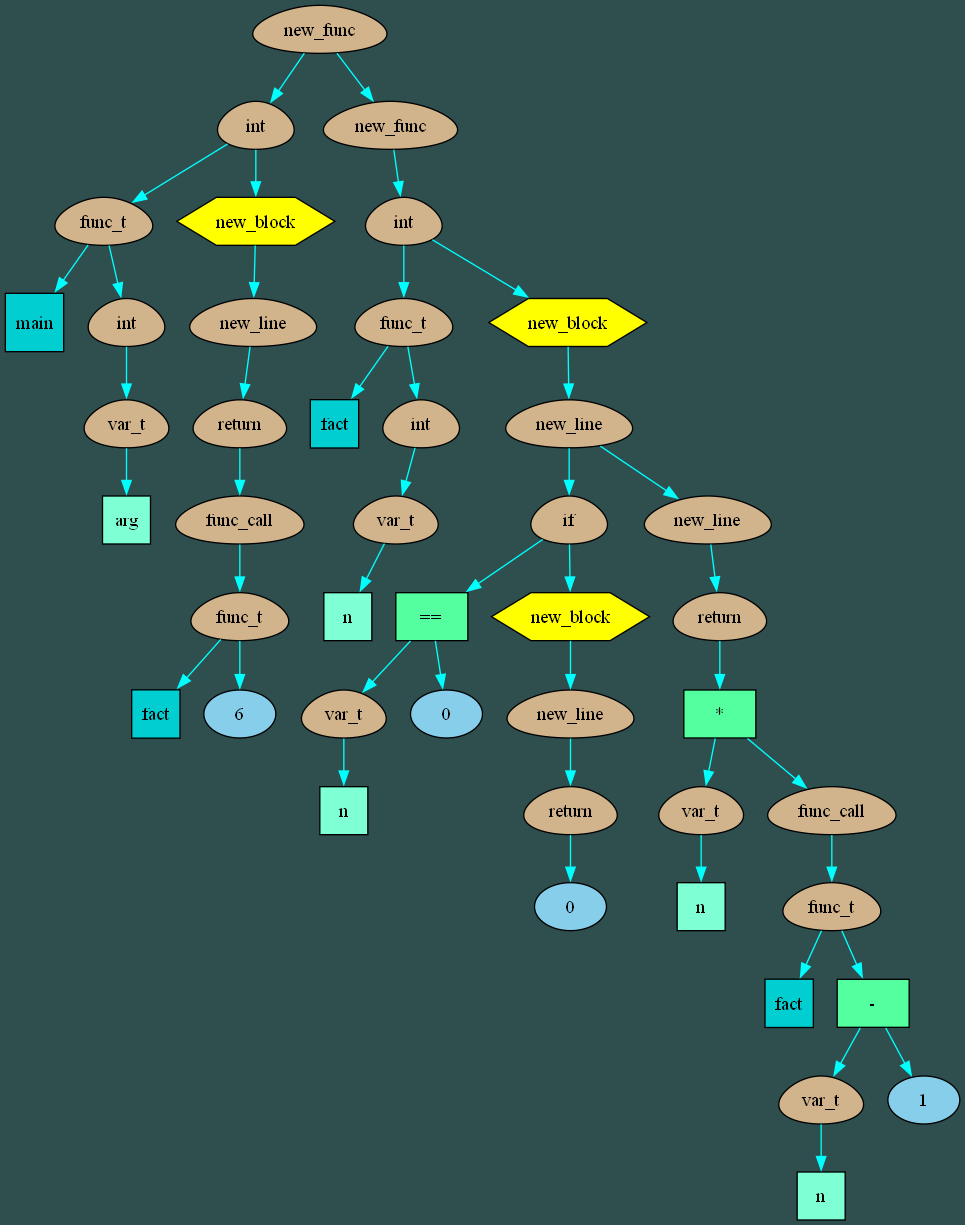 new_func
int new_func
func_t new_block int
main int new_line func_t new_block
var_t return fact int new_line
arg func_call var_t if new_line
func_t n == new_block return
fact 6 var_t 0 new_line *
n return var_t func_call
0 n func_t
fact -
var_t 1
n